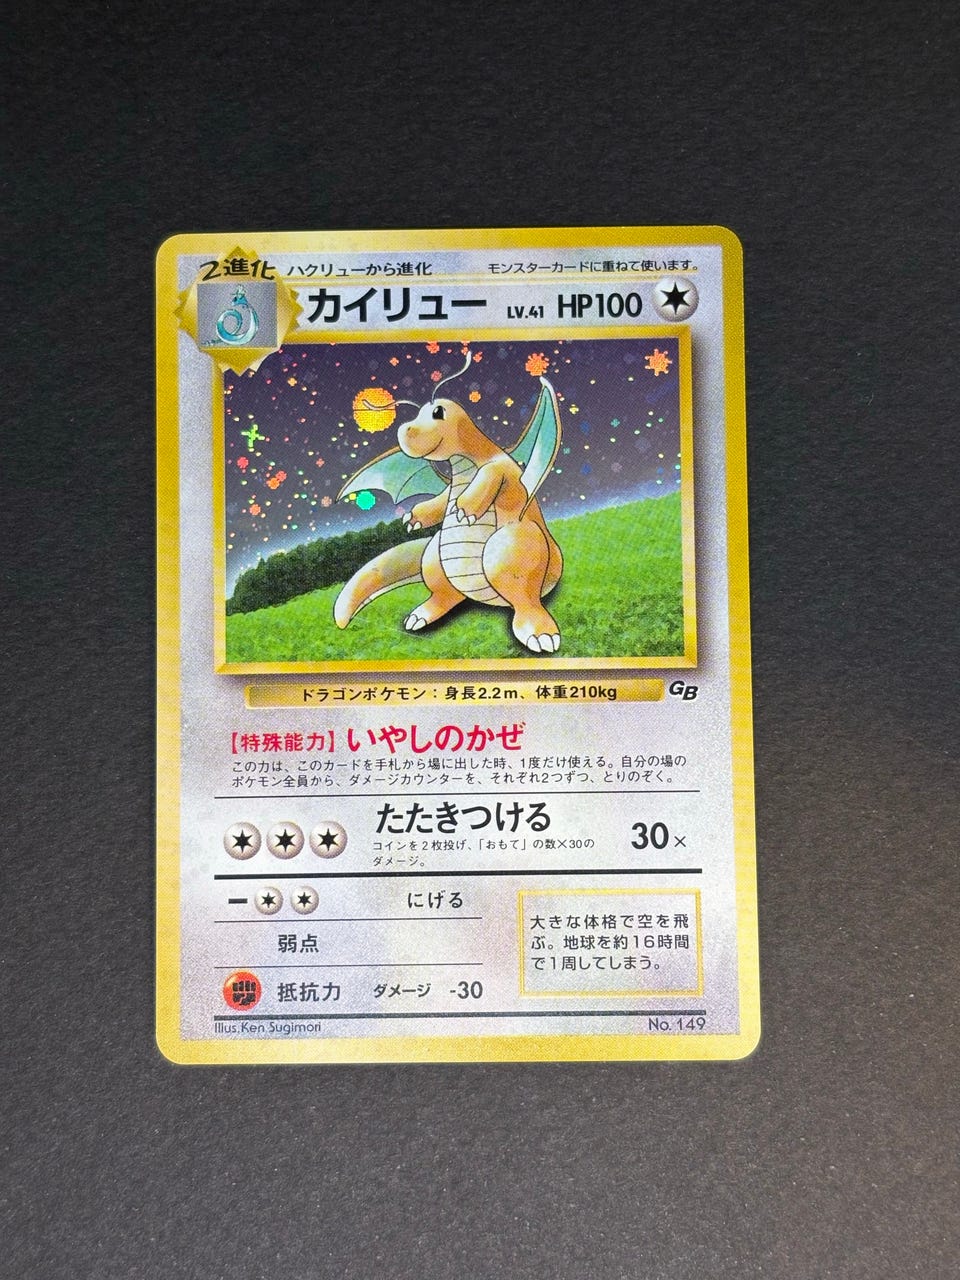 2進化 ハクリューから進化 モンスターカードに重ねて使います。
カイリュー LV.41 HP100
ドラゴンポケモン：身長2.2m、体重210kg GB
【特殊能力】いやしのかぜ
この力は、このカードを手札から場に出した時、1度だけ使える。自分の場の
ポケモン全員から、ダメージカウンターを、それぞれ2つずつ、とりのぞく。
たたきつける 30×
コインを２枚投げ、「おもて」の数×30の
ダメージ。
ー にげる
弱点
抵抗力 ダメージ -30
大きな体格で空を飛
ぶ。地球を約16時間
で1周してしまう。
Illus.Ken Sugimori No. 149